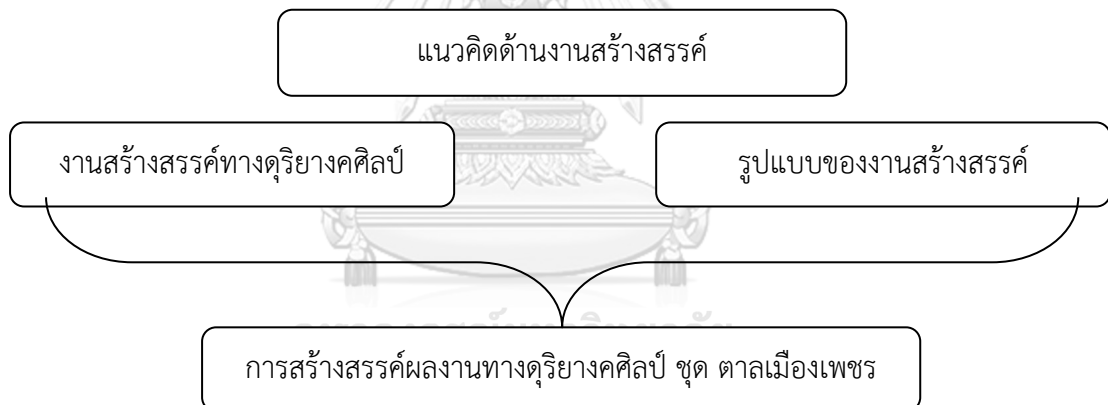 แนวคิดด้านงานสร้างสรรค์
งานสร้างสรรค์ทางดุริยางคศิลป์
รูปแบบของงานสร้างสรรค์
การสร้างสรรค์ผลงานทางดุริยางคศิลป์ ชุด ตาลเมืองเพชร